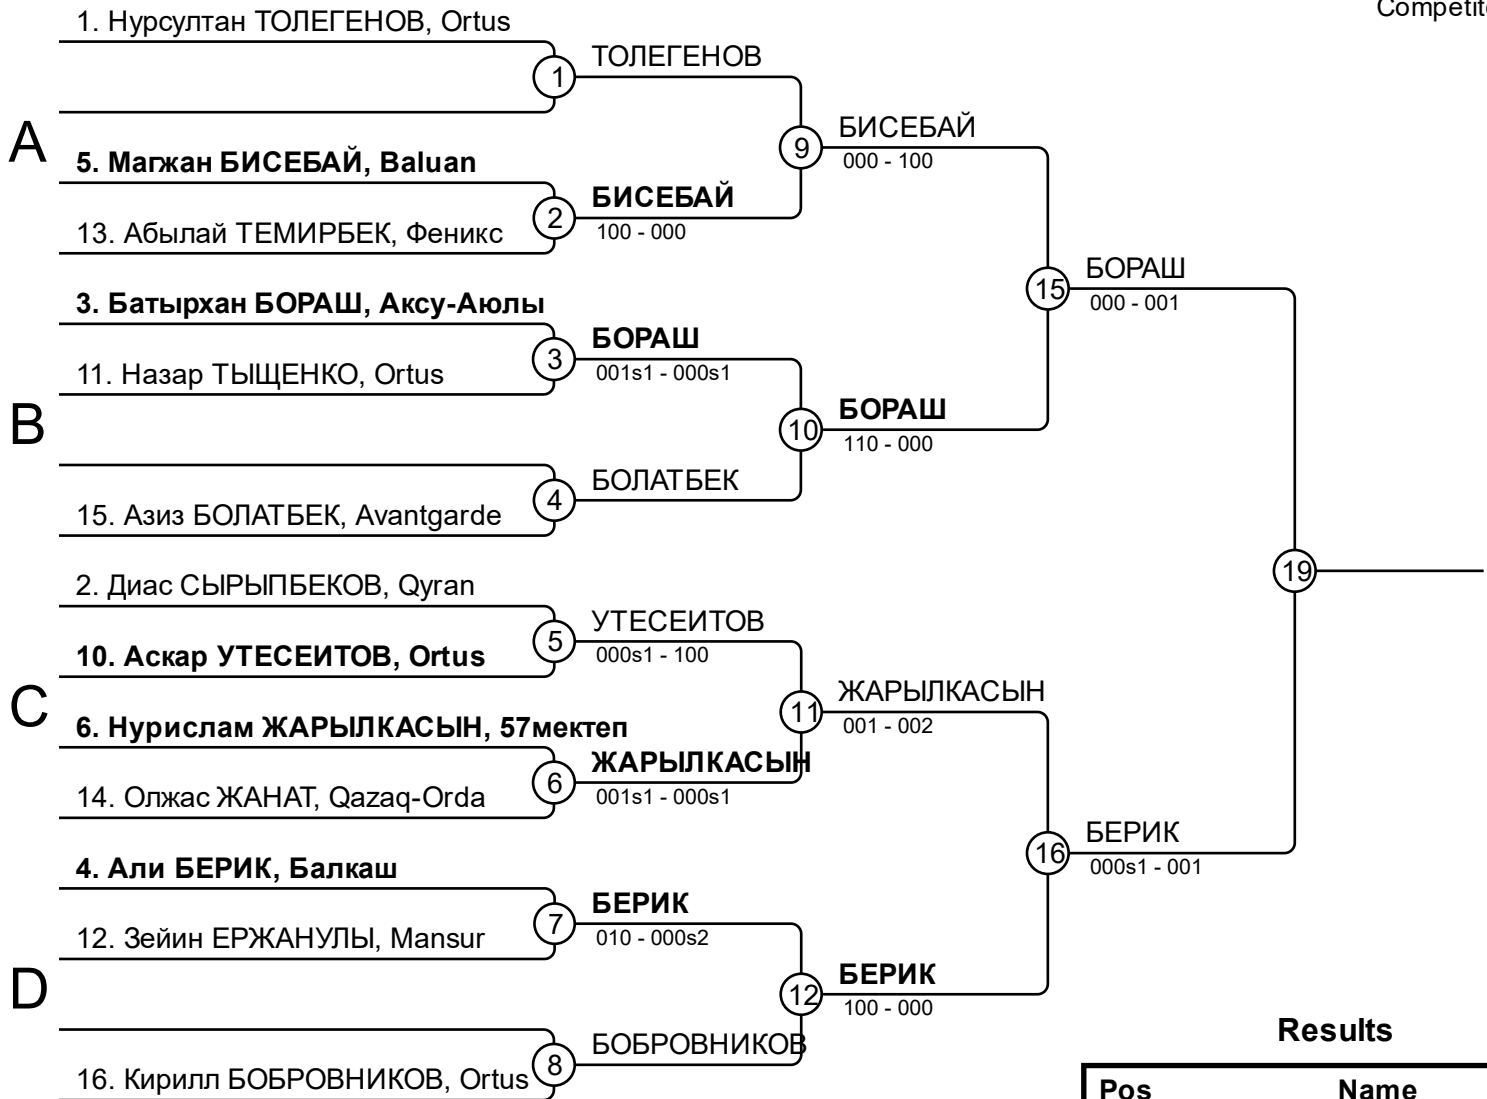 Competit
1. Нурсултан ТОЛЕГЕНОВ, Ortus
ТОЛЕГЕНОВ
1
A
БИСЕБАЙ
9
000 - 100
5. Магжан БИСЕБАЙ, Baluan
БИСЕБАЙ
2
100 - 000
13. Абылай ТЕМИРБЕК, Феникс
БОРАШ
15
000 - 001
3. Батырхан БОРАШ, Аксу-Аюлы
БОРАШ
3
001s1 - 000s1
11. Назар ТЫЩЕНКО, Ortus
B
БОРАШ
10
110 - 000
БОЛАТБЕК
4
15. Азиз БОЛАТБЕК, Avantgarde
19
2. Диас СЫРЫПБЕКОВ, Qyran
УТЕСЕИТОВ
5
000s1 - 100
10. Аскар УТЕСЕИТОВ, Ortus
C
ЖАРЫЛКАСЫН
11
001 - 002
6. Нурислам ЖАРЫЛКАСЫН, 57мектеп
ЖАРЫЛКАСЫН
6
001s1 - 000s1
14. Олжас ЖАНАТ, Qazaq-Orda
БЕРИК
16
000s1 - 001
4. Али БЕРИК, Балкаш
БЕРИК
7
010 - 000s2
12. Зейин ЕРЖАНУЛЫ, Mansur
D
БЕРИК
12
100 - 000
БОБРОВНИКОВ
8
16. Кирилл БОБРОВНИКОВ, Ortus
Results
Pos Name